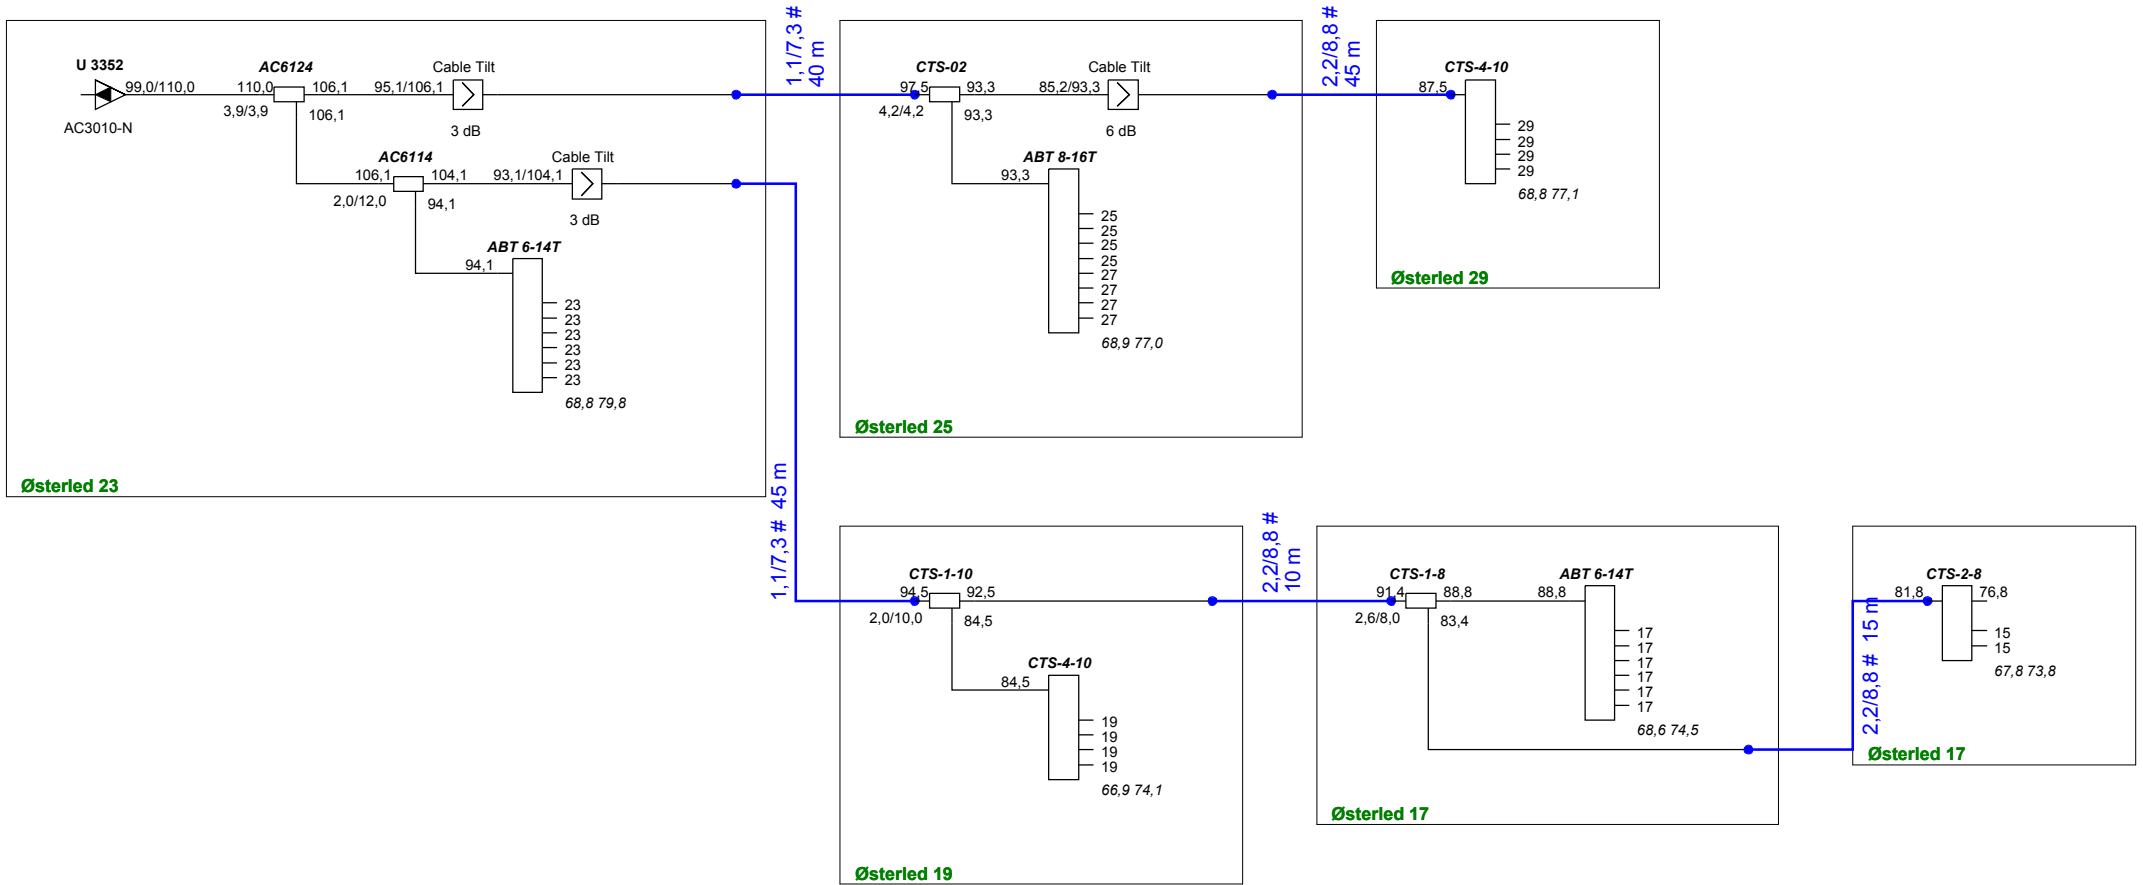 U 3352
99,0/110,0
AC3010-N
AC6124
110,0
106,1
3,9/3,9
106,1
95,1/106,1
Cable Tilt
3 dB
AC6114
106,1
104,1
2,0/12,0
94,1
93,1/104,1
Cable Tilt
3 dB
ABT 6-14T
94,1
23
23
23
23
23
23
68,8 79,8
Østerled 23
1,1/7,3 #
40 m
CTS-02
97,5
93,3
4,2/4,2
93,3
85,2/93,3
Cable Tilt
6 dB
ABT 8-16T
93,3
25
25
25
25
27
27
27
27
68,9 77,0
Østerled 25
2,2/8,8 #
45 m
CTS-4-10
87,5
29
29
29
29
68,8 77,1
Østerled 29
1,1/7,3 # 45 m
CTS-1-10
94,5
92,5
2,0/10,0
84,5
CTS-4-10
84,5
19
19
19
19
66,9 74,1
Østerled 19
2,2/8,8 #
10 m
CTS-1-8
91,4
88,8
2,6/8,0
83,4
ABT 6-14T
88,8
17
17
17
17
17
17
68,6 74,5
Østerled 17
2,2/8,8 # 15 m
CTS-2-8
81,8
76,8
15
15
67,8 73,8
Østerled 17